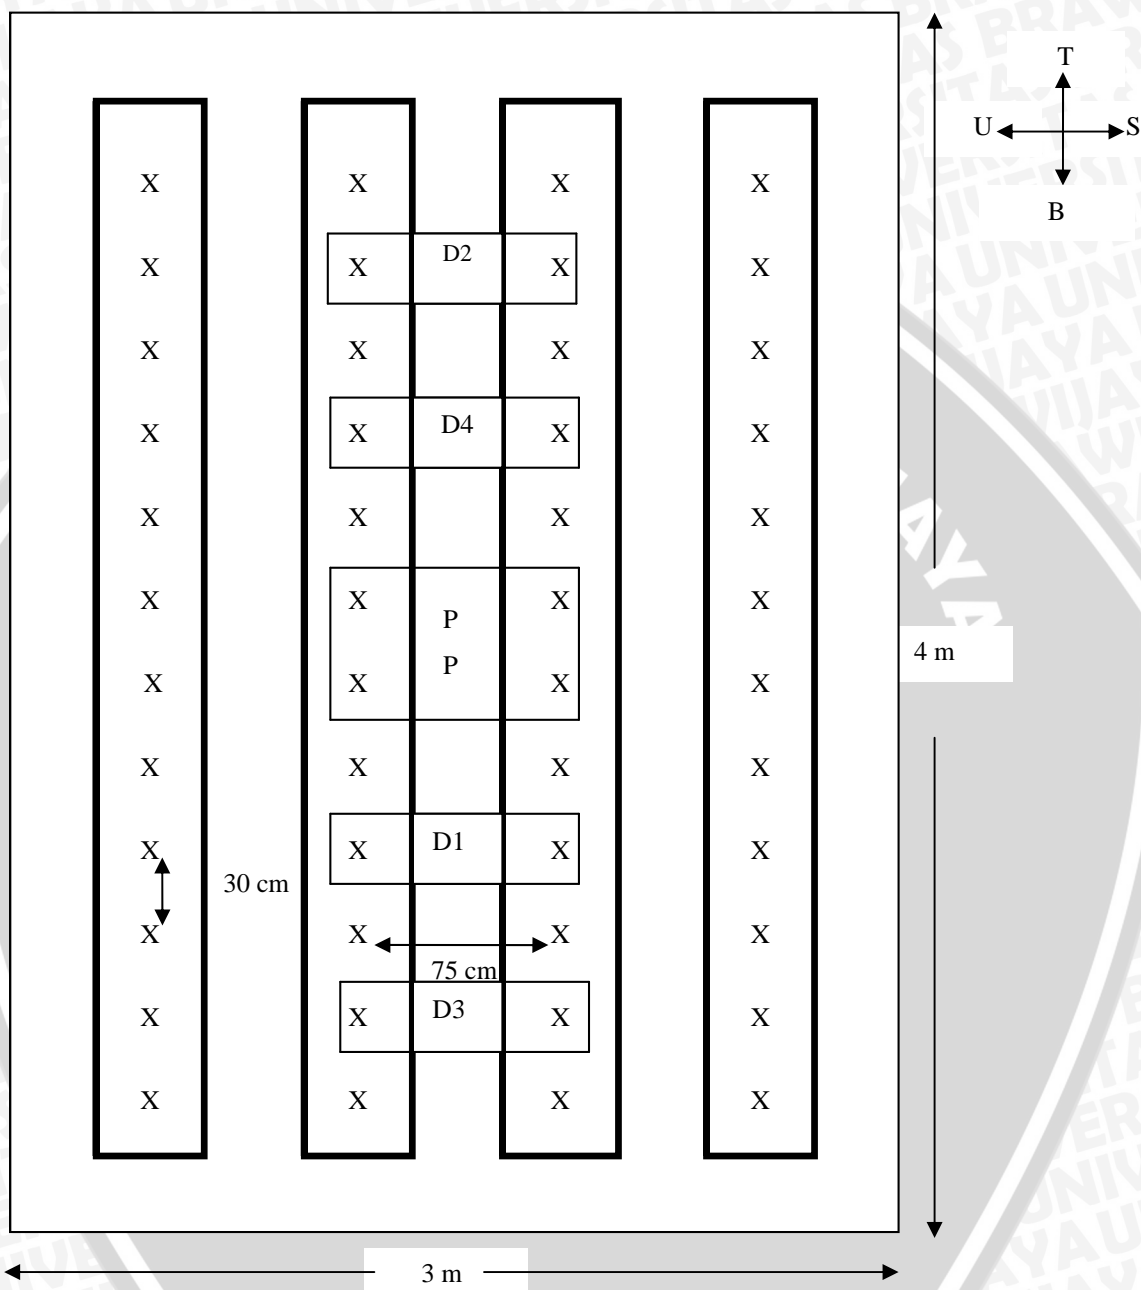 T
U S
B
X X X X
X X D2 X X
X X X X
X X D4 X X
X X X X
X X P X X
X X P X X
4 m
X X X X
X X D1 X X
30 cm
X X X X
75 cm
X X D3 X X
X X X X
3 m